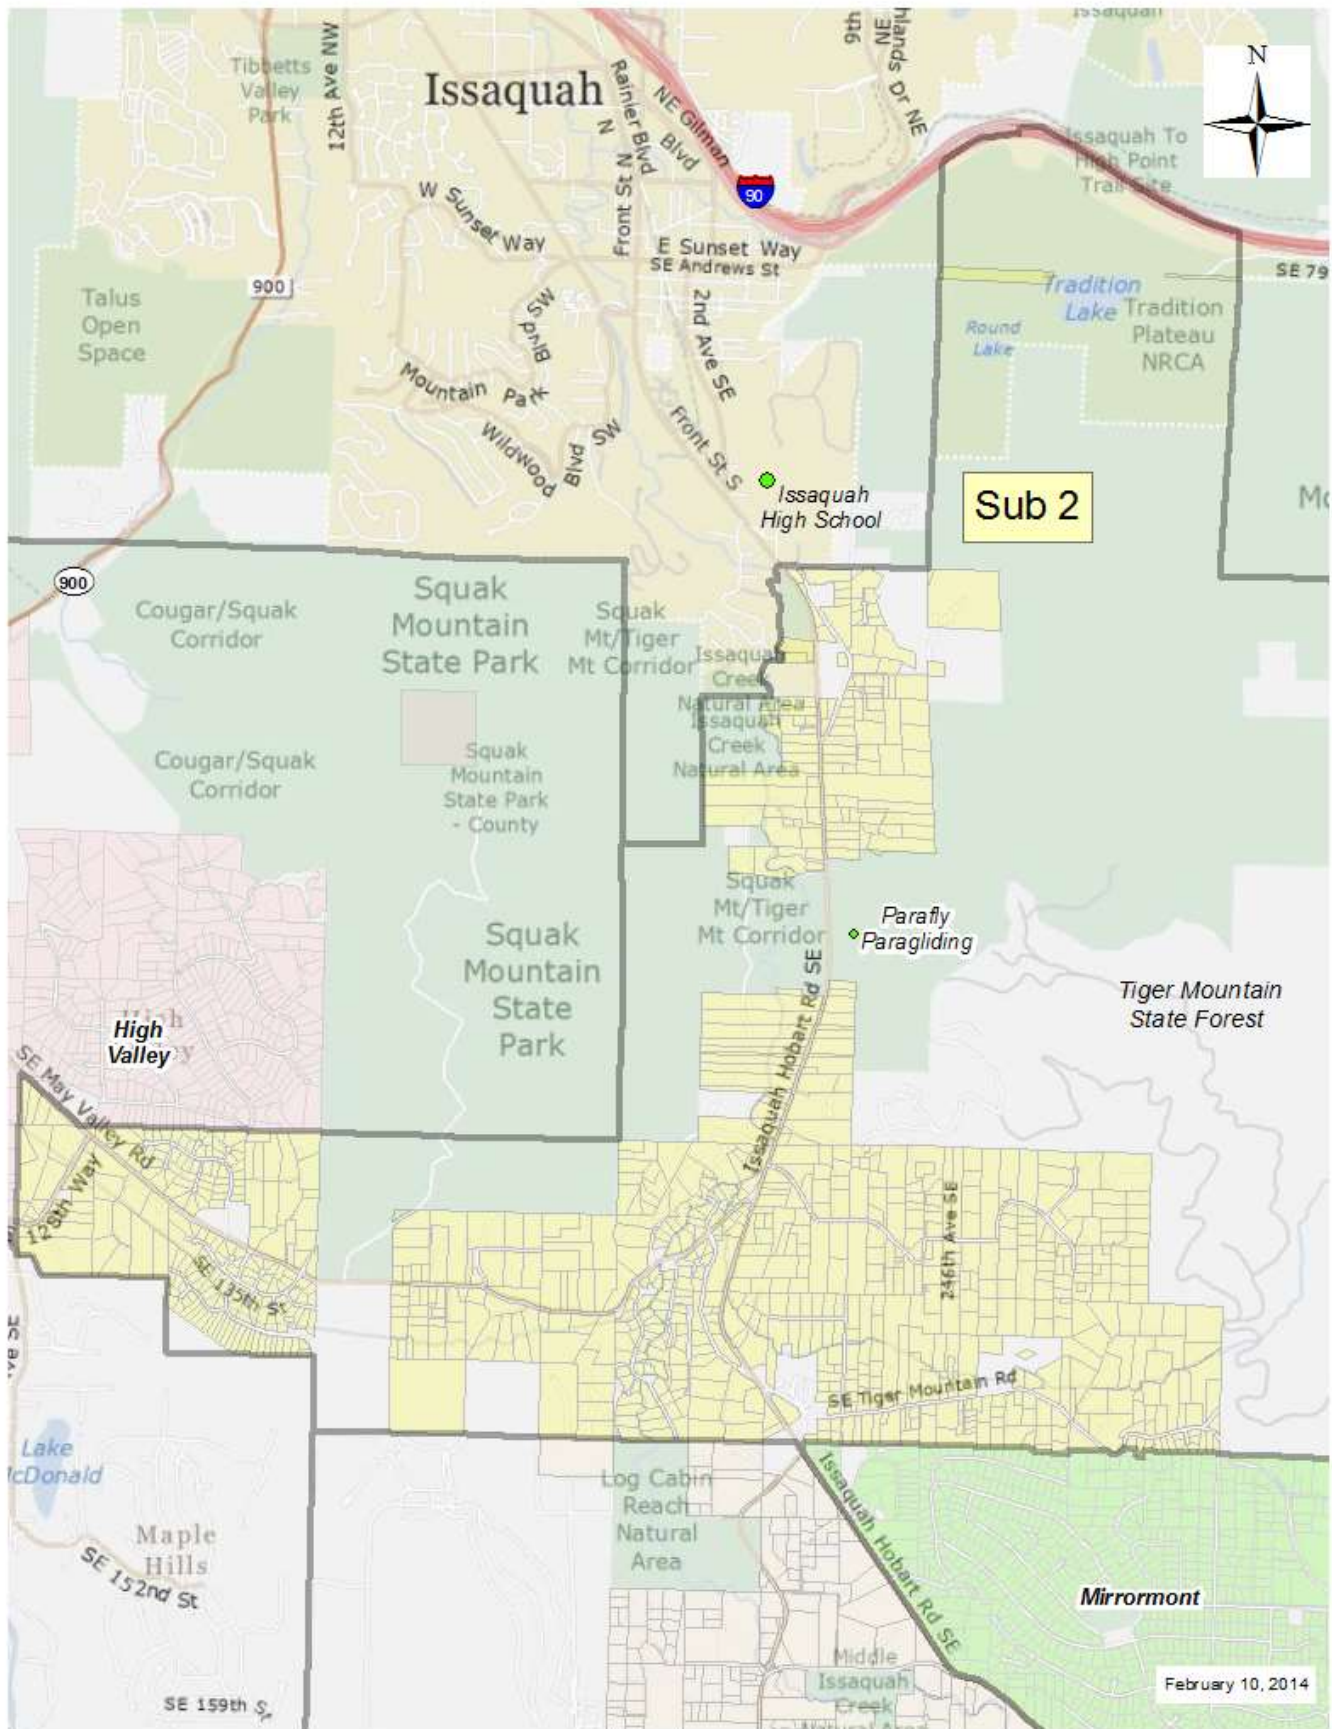 Issaquah
N
Tibbetts
Valley
Park
12th Ave NW
Issaquah
Rainier Blvd
N
NE Gilman
Blvd
9th
NE
hlands Dr NE
Issaquah To
High Point
Trail Site
90
Front St N
W Sunset Way
E Sunset Way
SE Andrews St
SE 79
900
Talus
Open
Space
Blvd SW
2nd Ave SE
Tradition
Lake
Tradition
Plateau
NRCA
Round
Lake
Mountain Park
Wildwood
Blvd SW
Front St S
Issaquah
High School
Sub 2
900
Cougar/Squak
Corridor
Squak
Mountain
State Park
Squak
Mt/Tiger
Mt Corridor
Issaquah
Creek
Natural Area
Issaquah
Creek
Natural Area
Cougar/Squak
Corridor
Squak
Mountain
State Park
- County
Squak
Mt/Tiger
Mt Corridor
Parafly
Paragliding
Squak
Mountain
State
Park
Tiger Mountain
State Forest
High
Valley
SE May Valley Rd
Issaquah Hobart Rd SE
128th Way
SE 135th St
246th Ave SE
SE Tiger Mountain Rd
Lake
McDonald
Maple
Hills
SE 152nd St
Log Cabin
Reach
Natural
Area
Issaquah Hobart Rd SE
Mirrormont
Middle
Issaquah
Creek
Natural Area
SE 159th St
February 10, 2014